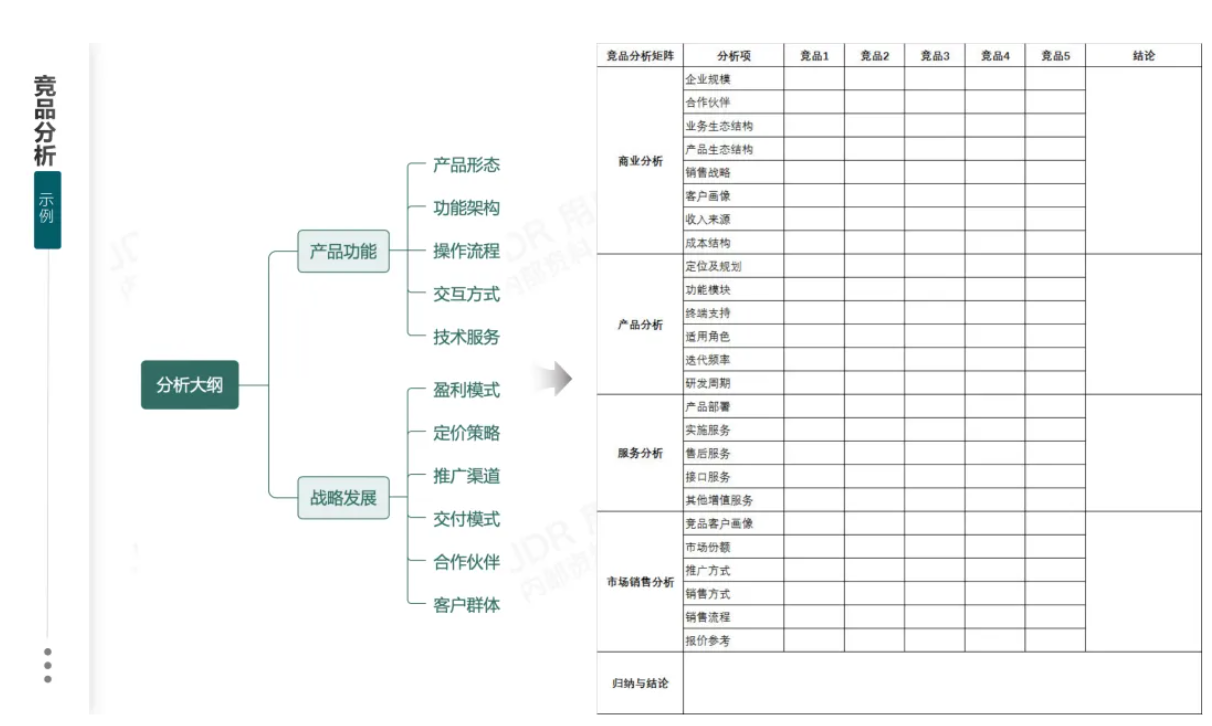 竞品分析
示例
分析大纲
产品功能
产品形态
功能架构
操作流程
交互方式
技术服务
战略发展
盈利模式
定价策略
推广渠道
交付模式
合作伙伴
客户群体
竞品分析矩阵 分析项 竞品1 竞品2 竞品3 竞品4 竞品5 结论
商业分析
企业规模
合作伙伴
业务生态结构
产品生态结构
销售战略
客户画像
收入来源
成本结构
产品分析
定位及规划
功能模块
终端支持
适用角色
迭代频率
研发周期
服务分析
产品部署
实施服务
售后服务
接口服务
其他增值服务
市场销售分析
竞品客户画像
市场份额
推广方式
销售方式
销售流程
报价参考
归纳与结论